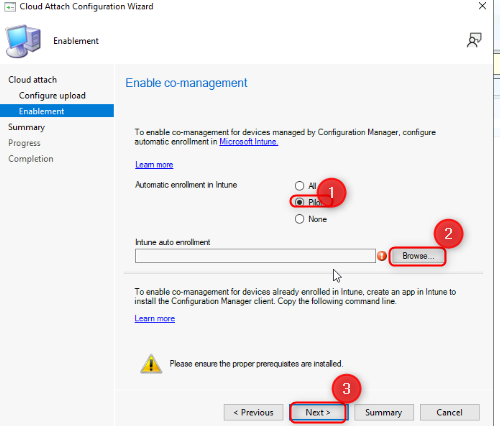 Cloud Attach Configuration Wizard
Enablement
Cloud attach
Configure upload
Enablement
Summary
Progress
Completion
Enable co-management
To enable co-management for devices managed by Configuration Manager, configure
automatic enrollment in Microsoft Intune.
Learn more
Automatic enrollment in Intune
All
1
Pilot
None
2
Intune auto enrollment
Browse...
To enable co-management for devices already enrolled in Intune, create an app in Intune to
install the Configuration Manager client. Copy the following command line.
Learn more
Please ensure the proper prerequisites are installed.
3
< Previous
Next >
Summary
Cancel